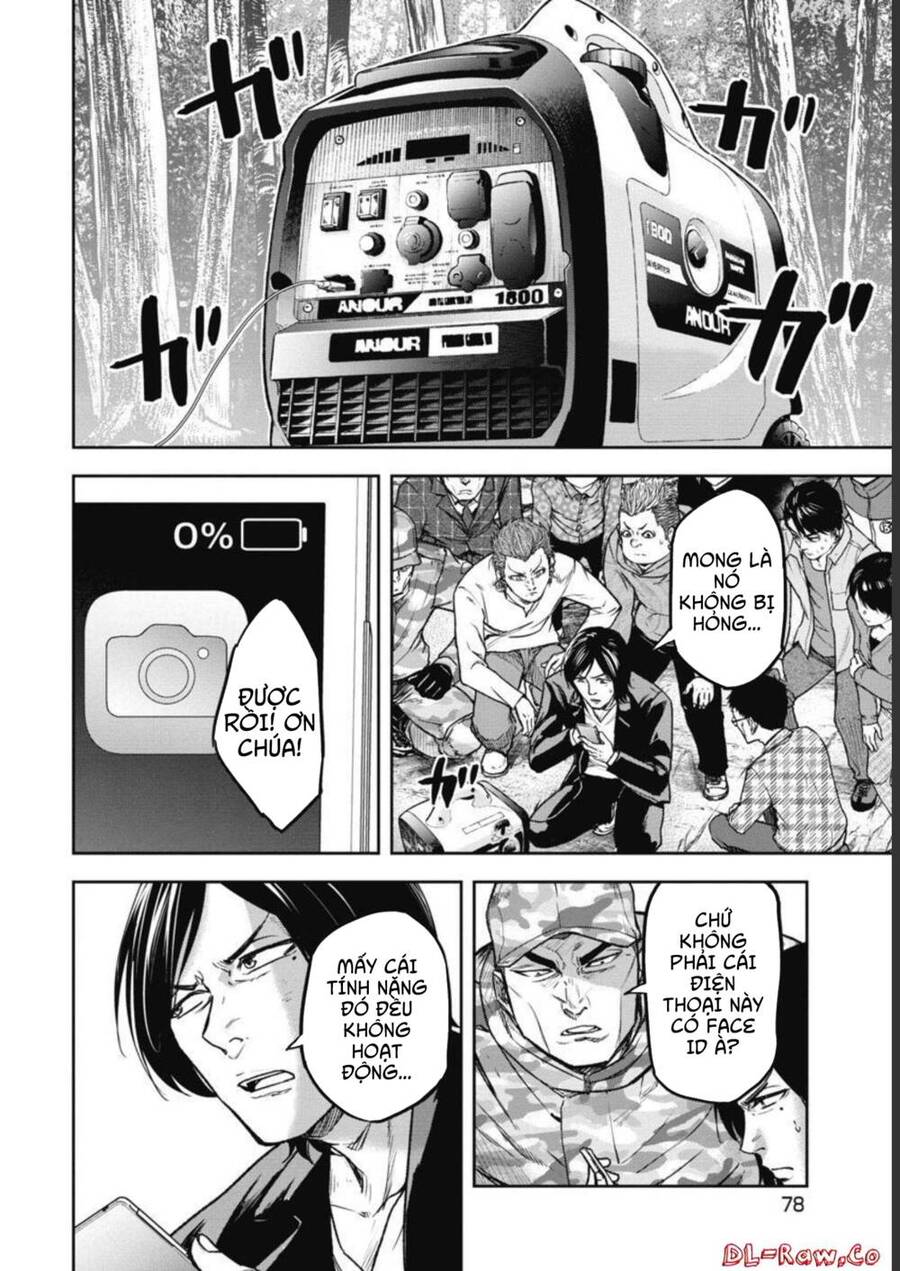 ガガ
ガガ
1800
ANOUR
ANOUR
1800
ANOUR
MONG LÀ
NÓ
KHÔNG BỊ
HỎNG...
0%
ĐƯỢC
RỒI! ƠN
CHÚA!
ガガ
CHỨ
KHÔNG
PHẢI CÁI
ĐIỆN
THOẠI NÀY
CÓ FACE
ID À?
MẤY CÁI
TÍNH NĂNG
ĐÓ ĐỀU
KHÔNG
HOẠT
ĐỘNG...
78
DL=Raw,Co